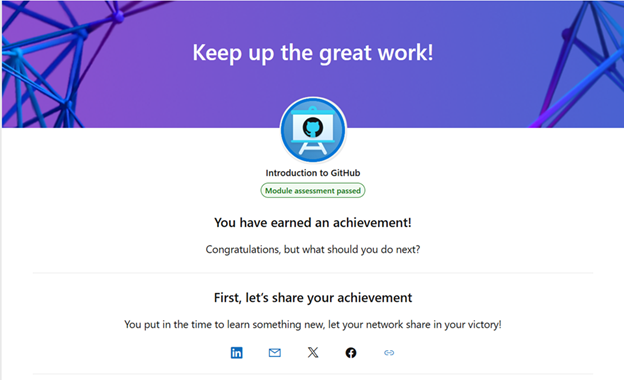 Keep up the great work!
Introduction to GitHub
Module assessment passed
You have earned an achievement!
Congratulations, but what should you do next?
First, let's share your achievement
You put in the time to learn something new, let your network share in your victory!